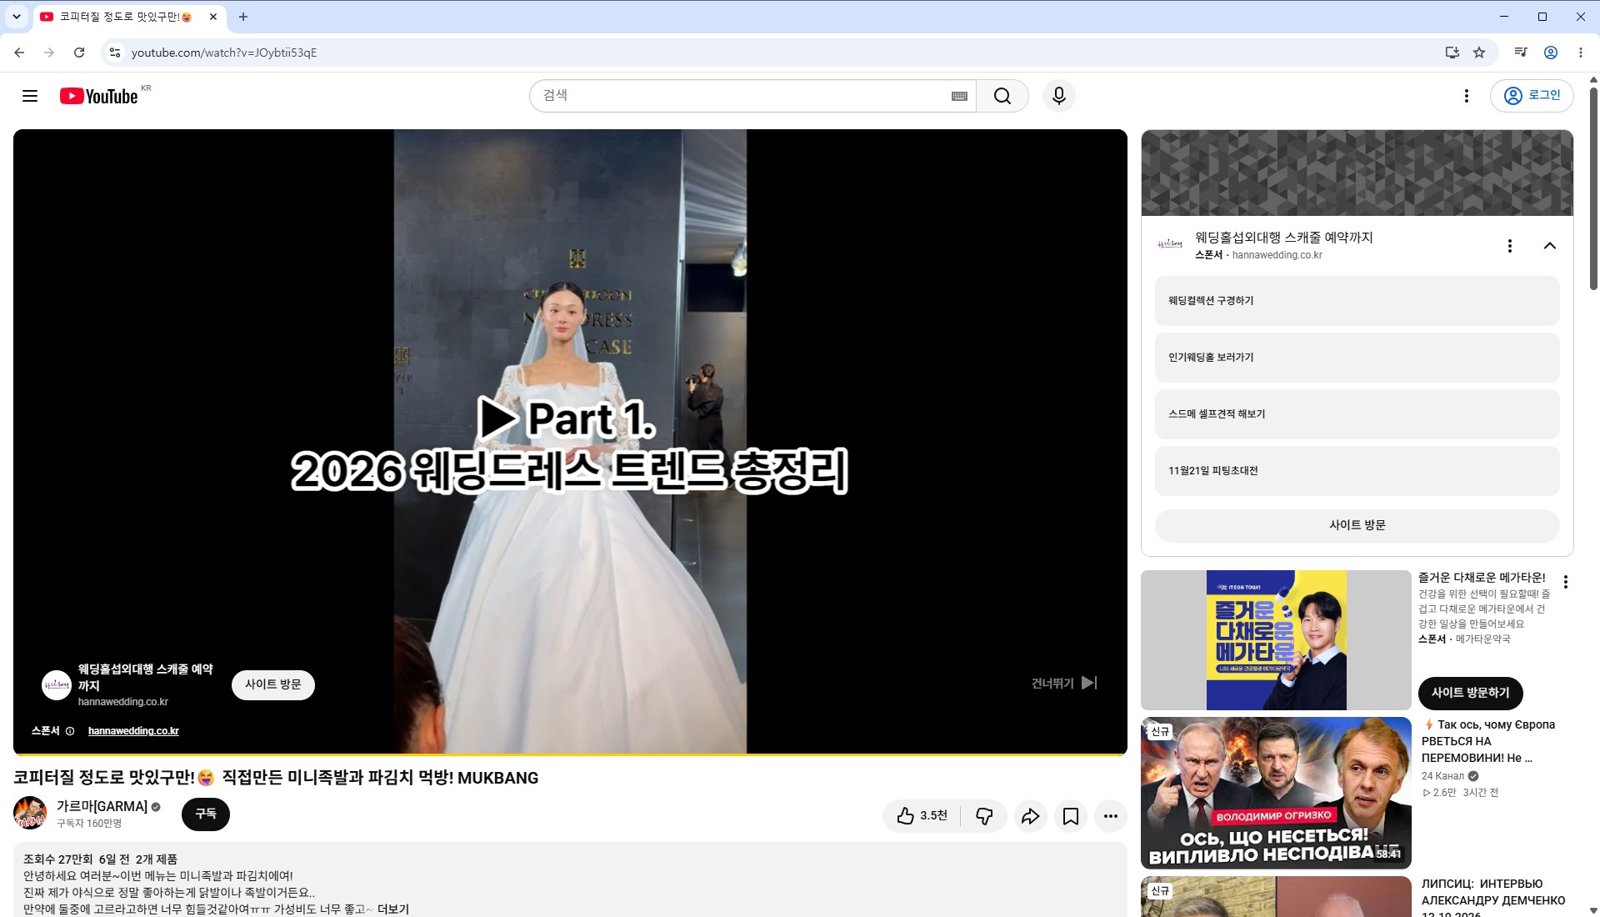 코피터질 정도로 맛있구만!😝
youtube.com/watch?v=JOybtii53qE
YouTube KR
검색
로그인
▶ Part 1.
2026 웨딩드레스 트렌드 총정리
웨딩홀섭외대행 스캐줄 예약
까지
hannawedding.co.kr
사이트 방문
건너뛰기
스폰서
hannawedding.co.kr
코피터질 정도로 맛있구만!😝 직접만든 미니족발과 파김치 먹방! MUKBANG
가르마[GARMA]
구독자 160만명
구독
3.5천
조회수 27만회 6일 전 2개 제품
안녕하세요 여러분~이번 메뉴는 미니족발과 파김치에여!
진짜 제가 야식으로 정말 좋아하는게 닭발이나 족발이거든요..
만약에 둘중에 고르라고하면 너무 힘들것같아여ㅠㅠ 가성비도 너무 좋고~ 더보기
웨딩홀섭외대행 스캐줄 예약까지
스폰서 · hannawedding.co.kr
웨딩컬렉션 구경하기
인기웨딩홀 보러가기
스드메 셀프견적 해보기
11월21일 피팅초대전
사이트 방문
MEGA TOWN
즐거운
다채로운
메가타운
즐거운 다채로운 메가타운!
건강을 위한 선택이 필요할때! 즐
겁고 다채로운 메가타운에서 건
강한 일상을 만들어보세요
스폰서 · 메가타운약국
사이트 방문하기
신규
ВОЛОДИМИР ОГРИЗКО
ОСЬ, ЩО НЕСЕТЬСЯ!
ВИПЛИВЛО НЕСПОДІВАНЕ
58:41
⚡ Так ось, чому Європа
РВЕТЬСЯ НА
ПЕРЕМОВИНИ! Не ...
24 Канал
2.6만 3시간 전
신규
ЛИПСИЦ: ИНТЕРВЬЮ
АЛЕКСАНДРУ ДЕМЧЕНКО
12.10.2026